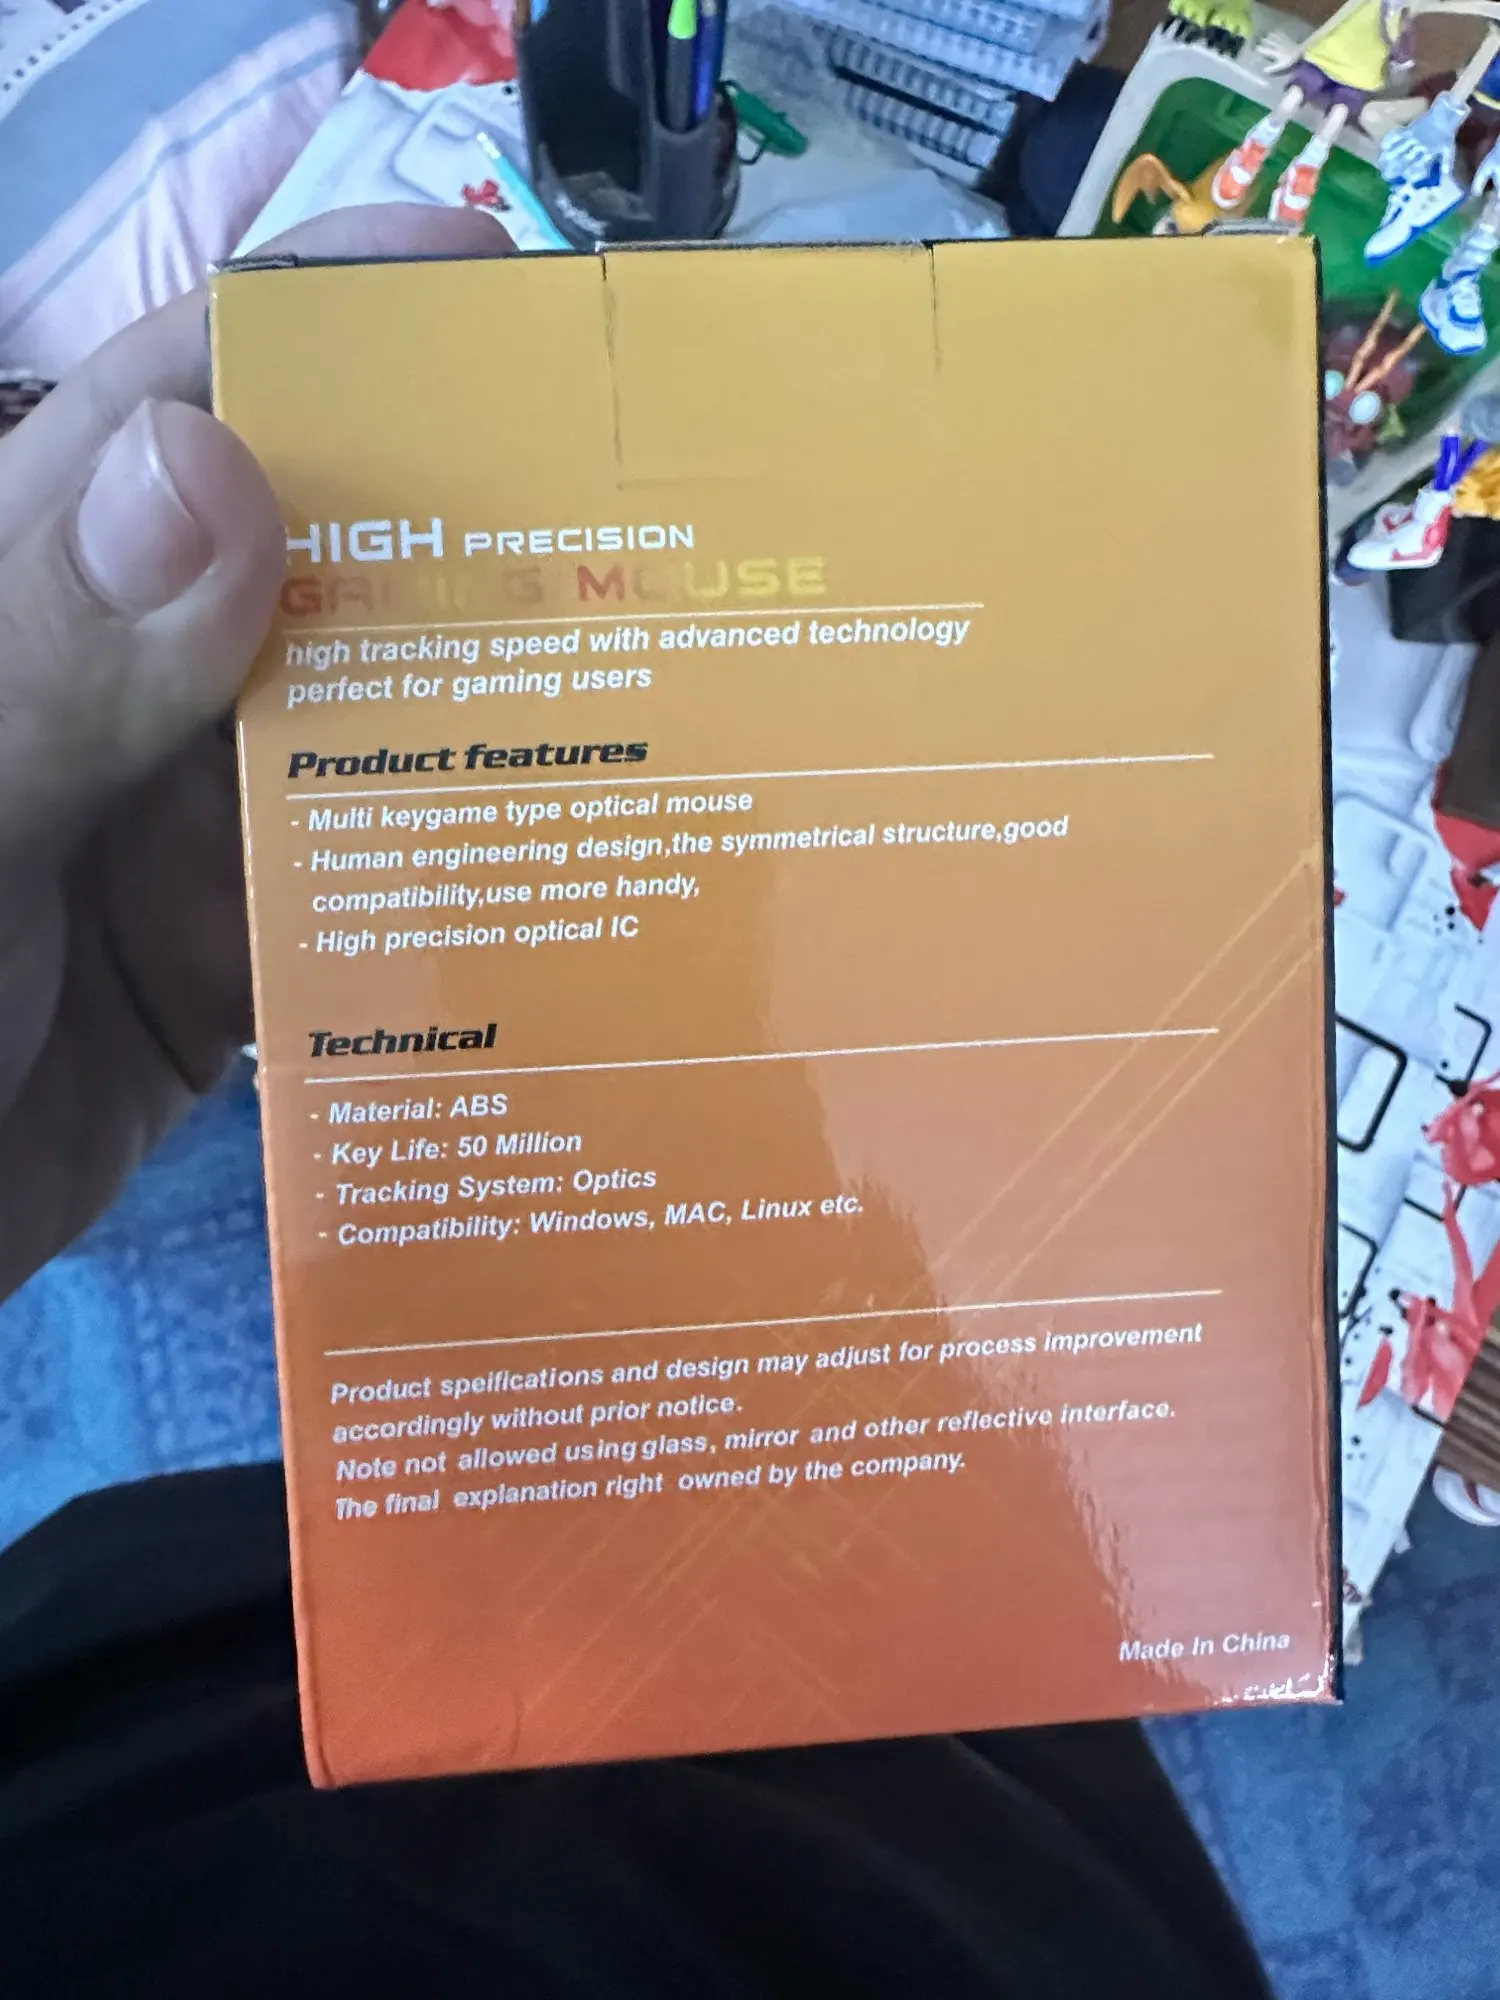 HIGH PRECISION
GAMING MOUSE
high tracking speed with advanced technology
perfect for gaming users
Product features
- Multi keygame type optical mouse
- Human engineering design,the symmetrical structure,good
compatibility,use more handy,
- High precision optical IC
Technical
- Material: ABS
- Key Life: 50 Million
- Tracking System: Optics
- Compatibility: Windows, MAC, Linux etc.
Product speifications and design may adjust for process improvement
accordingly without prior notice.
Note not allowed using glass, mirror and other reflective interface.
The final explanation right owned by the company.
Made In China